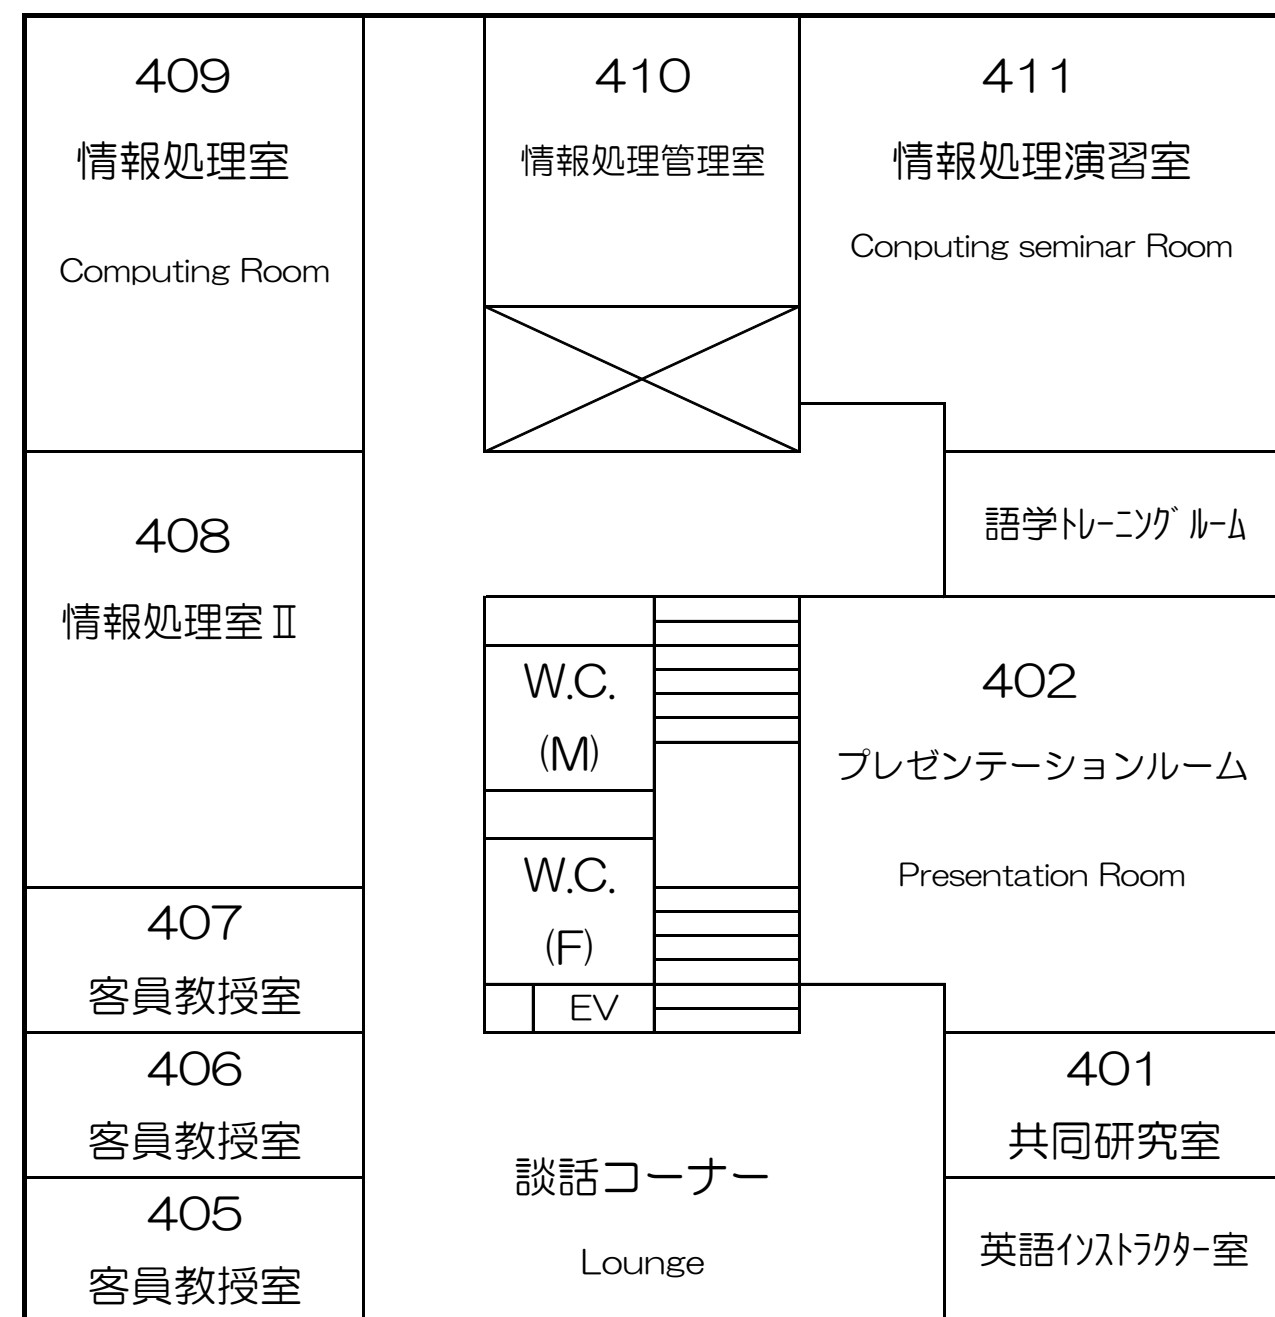 409
情報処理室
Computing Room
410
情報処理管理室
411
情報処理演習室
Conputing seminar Room
408
情報処理室Ⅱ
語学ﾄﾚｰﾆﾝｸﾞﾙｰﾑ
W.C.
(M)
402
プレゼンテーションルーム
Presentation Room
W.C.
(F)
EV
407
客員教授室
406
客員教授室
401
共同研究室
405
客員教授室
談話コーナー
Lounge
英語ｲﾝｽﾄﾗｸﾀｰ室